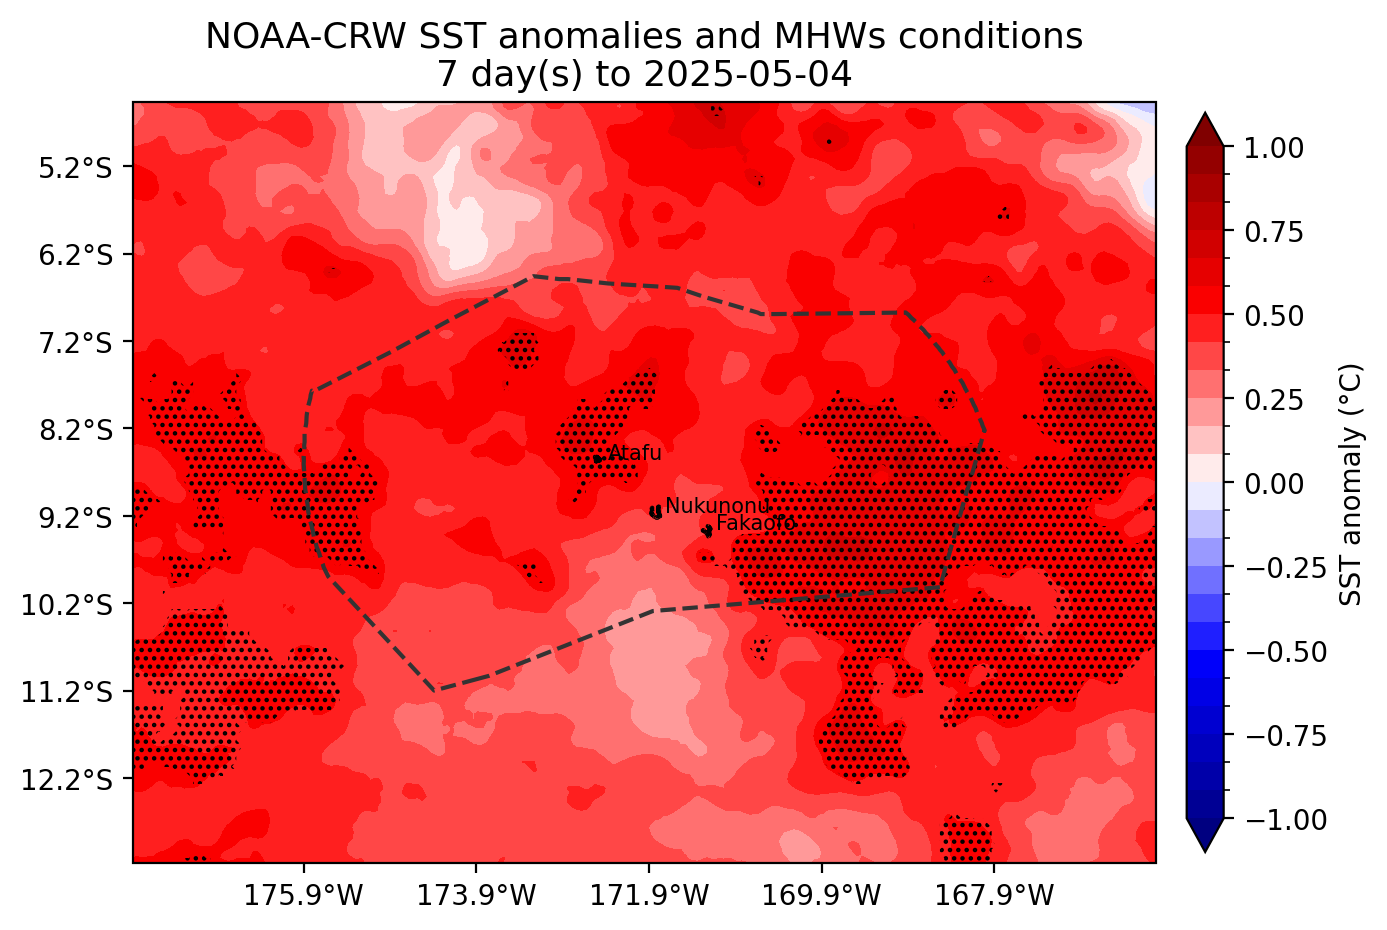 NOAA-CRW SST anomalies and MHWs conditions
7 day(s) to 2025-05-04
5.2°S
6.2°S
7.2°S
8.2°S
9.2°S
10.2°S
11.2°S
12.2°S
175.9°W
173.9°W
171.9°W
169.9°W
167.9°W
Atafu
Nukunonu
Fakaofo
1.00
0.75
0.50
0.25
0.00
−0.25
−0.50
−0.75
−1.00
SST anomaly (°C)